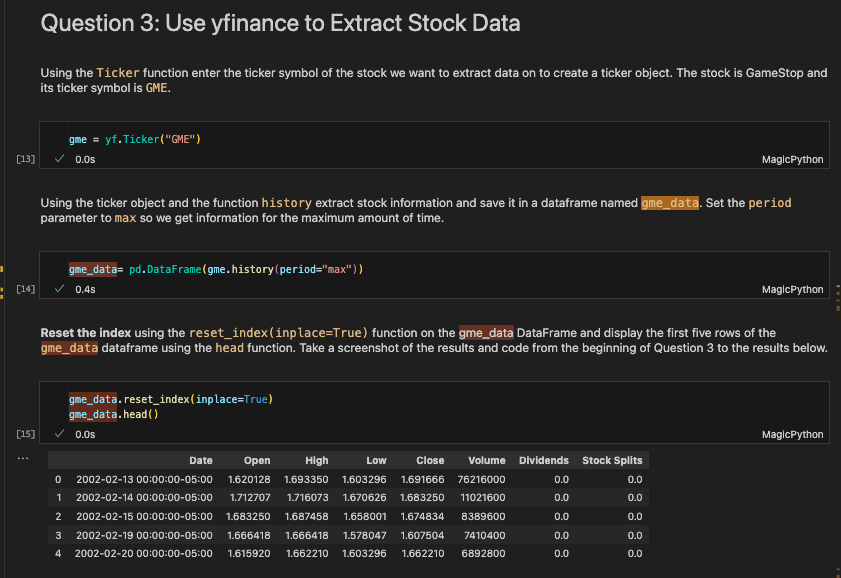 Question 3: Use yfinance to Extract Stock Data
Using the Ticker function enter the ticker symbol of the stock we want to extract data on to create a ticker object. The stock is GameStop and
its ticker symbol is GME.
gme = yf.Ticker("GME")
[13] ✓ 0.0s MagicPython
Using the ticker object and the function history extract stock information and save it in a dataframe named gme_data. Set the period
parameter to max so we get information for the maximum amount of time.
gme_data= pd.DataFrame(gme.history(period="max"))
[14] ✓ 0.4s MagicPython
Reset the index using the reset_index(inplace=True) function on the gme_data DataFrame and display the first five rows of the
gme_data dataframe using the head function. Take a screenshot of the results and code from the beginning of Question 3 to the results below.
gme_data.reset_index(inplace=True)
gme_data.head()
[15] ✓ 0.0s MagicPython
...
Date Open High Low Close Volume Dividends Stock Splits
0 2002-02-13 00:00:00-05:00 1.620128 1.693350 1.603296 1.691666 76216000 0.0 0.0
1 2002-02-14 00:00:00-05:00 1.712707 1.716073 1.670626 1.683250 11021600 0.0 0.0
2 2002-02-15 00:00:00-05:00 1.683250 1.687458 1.658001 1.674834 8389600 0.0 0.0
3 2002-02-19 00:00:00-05:00 1.666418 1.666418 1.578047 1.607504 7410400 0.0 0.0
4 2002-02-20 00:00:00-05:00 1.615920 1.662210 1.603296 1.662210 6892800 0.0 0.0